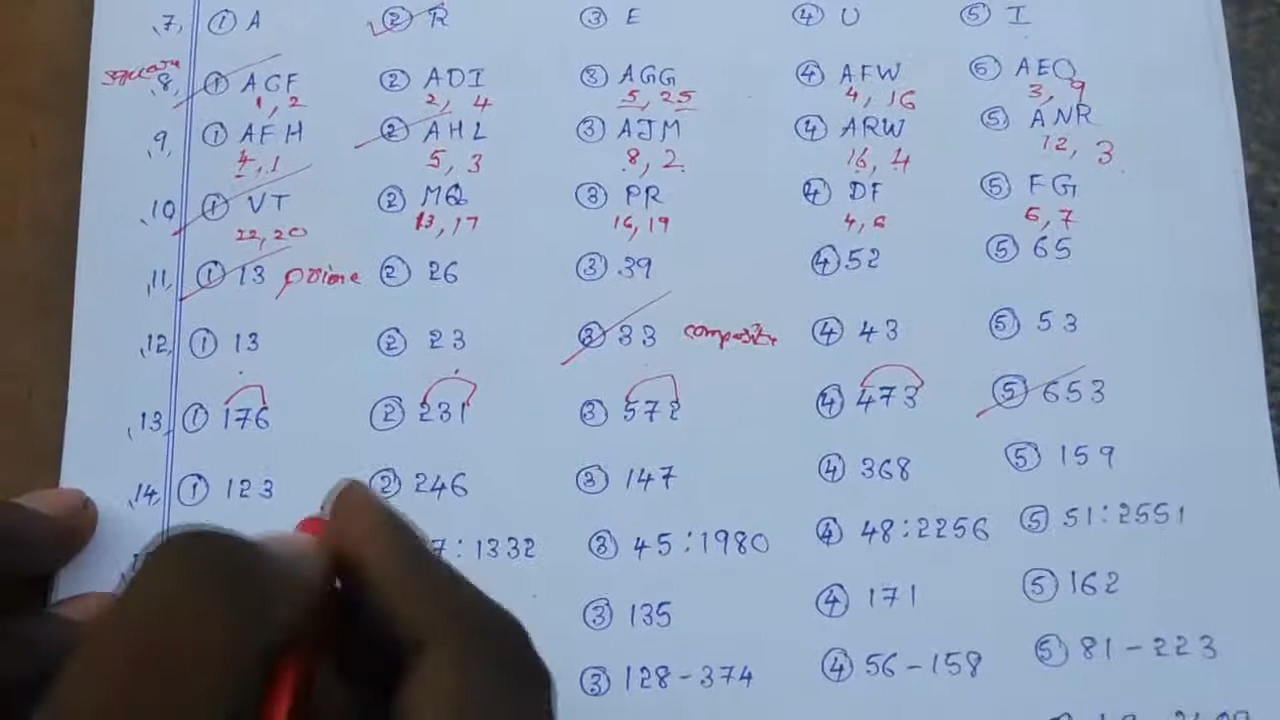 7, ① A ② R ③ E ④ U ⑤ I
square
8, ① AGF ② ADI ③ AGG ④ AFW ⑤ AEO
1, 2 2, 4 5, 25 4, 16 3, 9
9, ① AFH ② AHL ③ AJM ④ ARW ⑤ ANR
4, 1 5, 3 8, 2 16, 4 12, 3
10, ① VT ② MQ ③ PR ④ DF ⑤ FG
22, 20 13, 17 16, 19 4, 6 6, 7
11, ① 13 prime ② 26 ③ 39 ④ 52 ⑤ 65
12, ① 13 ② 23 ③ 33 composite ④ 43 ⑤ 53
13, ① 176 ② 231 ③ 572 ④ 473 ⑤ 653
14, ① 123 ② 246 ③ 147 ④ 368 ⑤ 159
7:1332 ③ 45:1980 ④ 48:2256 ⑤ 51:2551
③ 135 ④ 171 ⑤ 162
③ 128-374 ④ 56-158 ⑤ 81-223